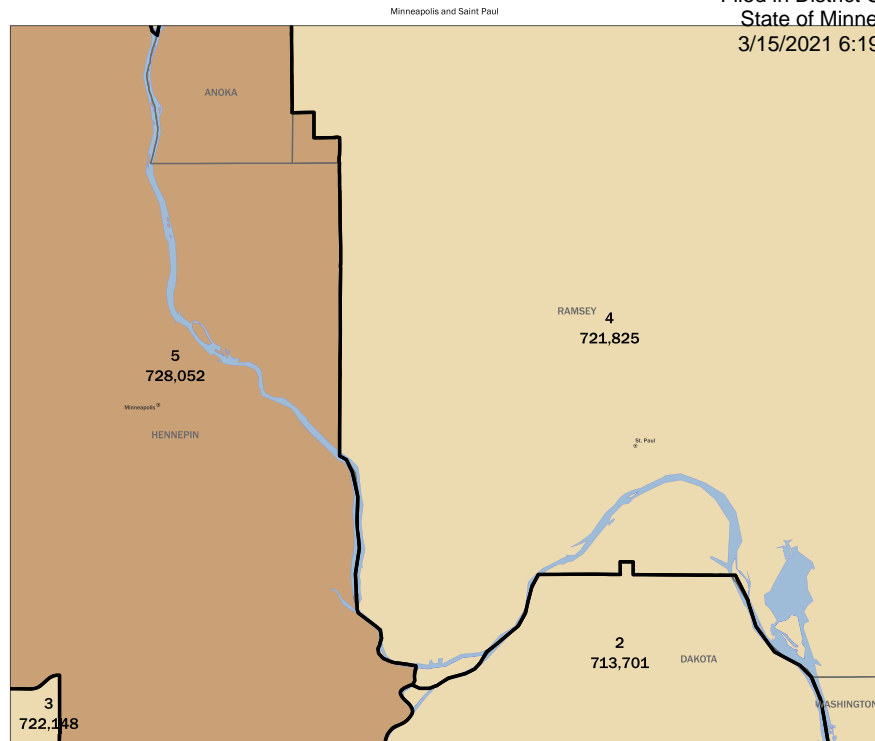 Minneapolis and Saint Paul
State of Minne
3/15/2021 6:19
ANOKA
RAMSEY
4
721,825
5
728,052
Minneapolis
HENNEPIN
St. Paul
2
713,701
DAKOTA
3
722,148
WASHINGTON